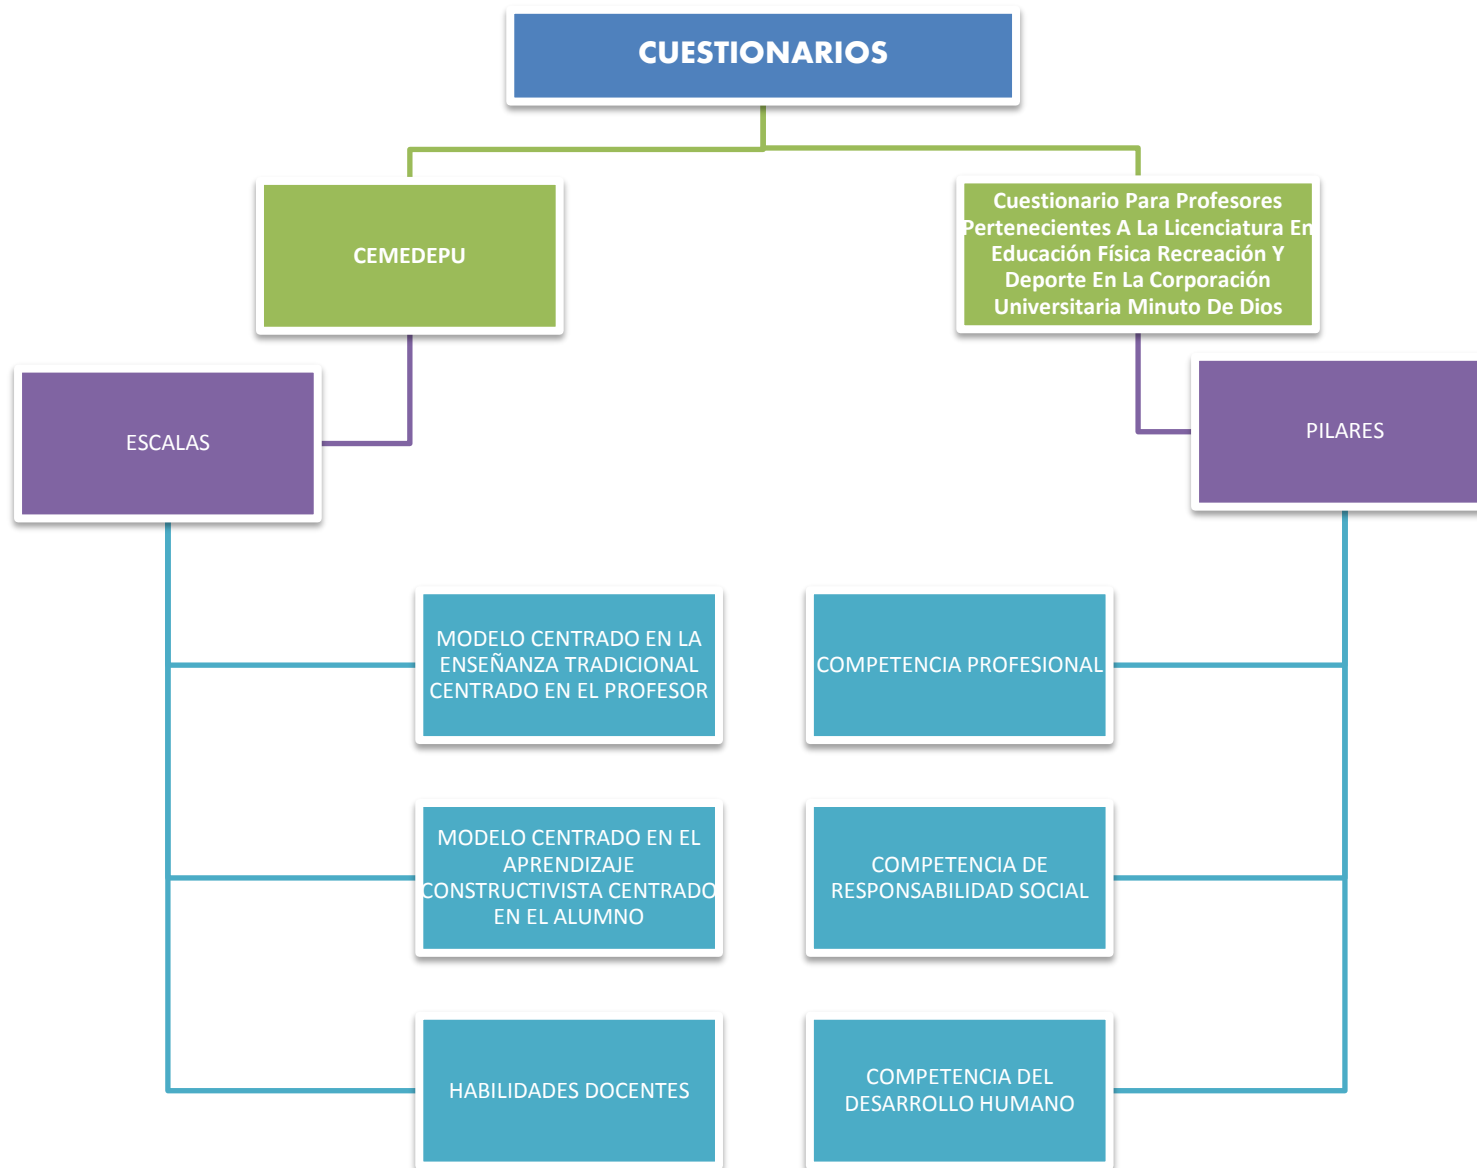 CUESTIONARIOS
CEMEDEPU
Cuestionario Para Profesores
Pertenecientes A La Licenciatura En
Educación Física Recreación Y
Deporte En La Corporación
Universitaria Minuto De Dios
ESCALAS
PILARES
MODELO CENTRADO EN LA
ENSEÑANZA TRADICIONAL
CENTRADO EN EL PROFESOR
COMPETENCIA PROFESIONAL
MODELO CENTRADO EN EL
APRENDIZAJE
CONSTRUCTIVISTA CENTRADO
EN EL ALUMNO
COMPETENCIA DE
RESPONSABILIDAD SOCIAL
HABILIDADES DOCENTES
COMPETENCIA DEL
DESARROLLO HUMANO